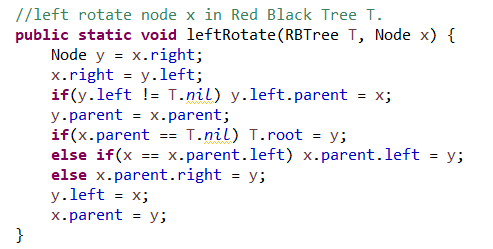 //left rotate node x in Red Black Tree T.
public static void leftRotate(RBTree T, Node x) {
    Node y = x.right;
    x.right = y.left;
    if(y.left != T.nil) y.left.parent = x;
    y.parent = x.parent;
    if(x.parent == T.nil) T.root = y;
    else if(x == x.parent.left) x.parent.left = y;
    else x.parent.right = y;
    y.left = x;
    x.parent = y;
}